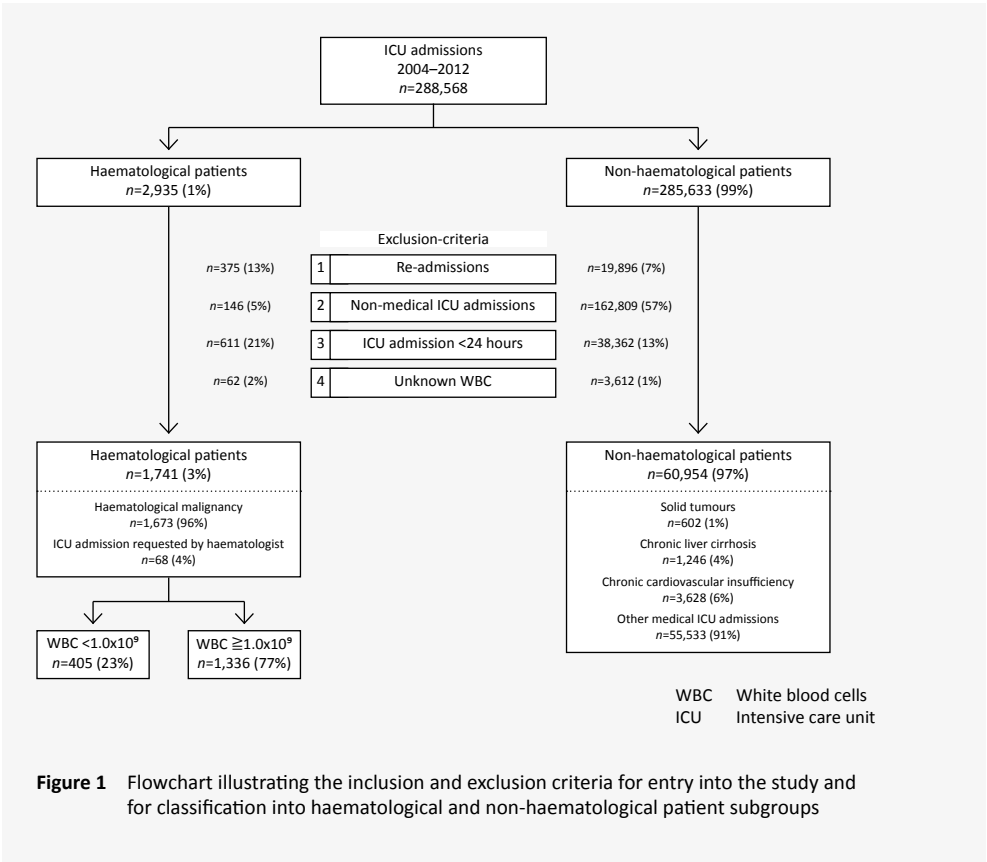 ICU admissions
2004–2012
n=288,568
Haematological patients
n=2,935 (1%)
Non-haematological patients
n=285,633 (99%)
Exclusion-criteria
n=375 (13%)
1 Re-admissions
n=19,896 (7%)
n=146 (5%)
2 Non-medical ICU admissions
n=162,809 (57%)
n=611 (21%)
3 ICU admission <24 hours
n=38,362 (13%)
n=62 (2%)
4 Unknown WBC
n=3,612 (1%)
Haematological patients
n=1,741 (3%)
Haematological malignancy
n=1,673 (96%)
ICU admission requested by haematologist
n=68 (4%)
Non-haematological patients
n=60,954 (97%)
Solid tumours
n=602 (1%)
Chronic liver cirrhosis
n=1,246 (4%)
Chronic cardiovascular insufficiency
n=3,628 (6%)
Other medical ICU admissions
n=55,533 (91%)
WBC <1.0x10⁹
n=405 (23%)
WBC ≧1.0x10⁹
n=1,336 (77%)
WBC White blood cells
ICU Intensive care unit
Figure 1 Flowchart illustrating the inclusion and exclusion criteria for entry into the study and
for classification into haematological and non-haematological patient subgroups